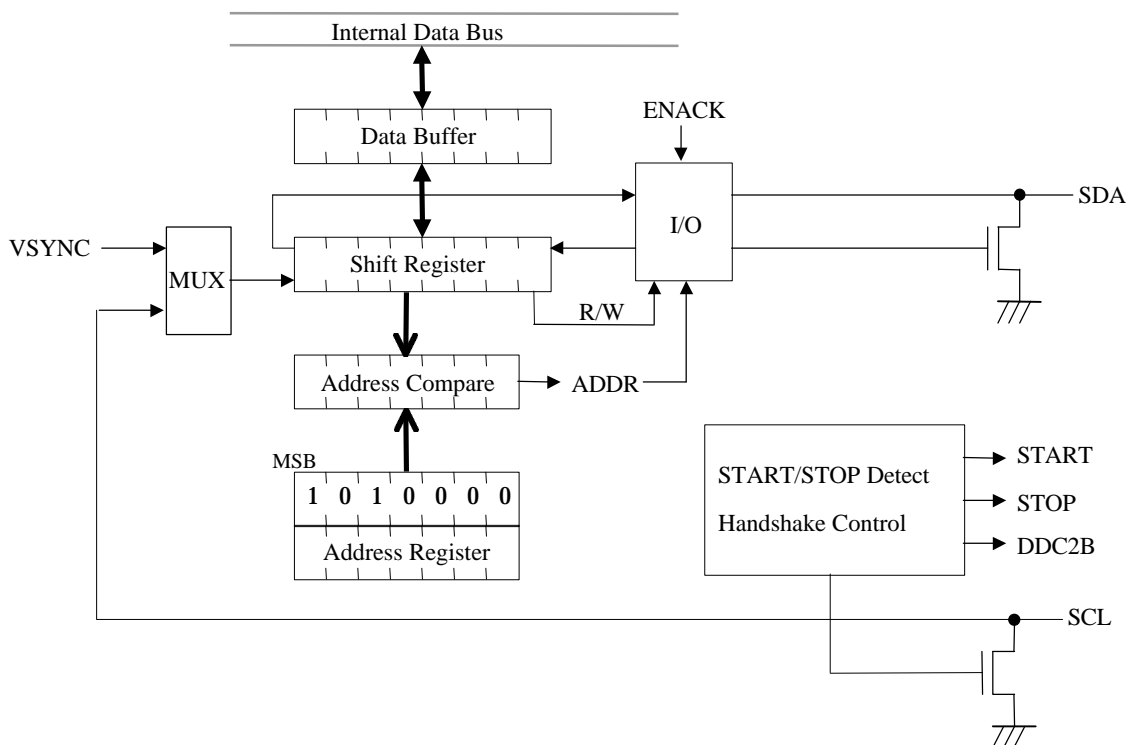 Internal Data Bus
Data Buffer
ENACK
SDA
I/O
VSYNC
MUX
Shift Register
R/W
Address Compare
ADDR
MSB
1 0 1 0 0 0 0
Address Register
START/STOP Detect
Handshake Control
START
STOP
DDC2B
SCL